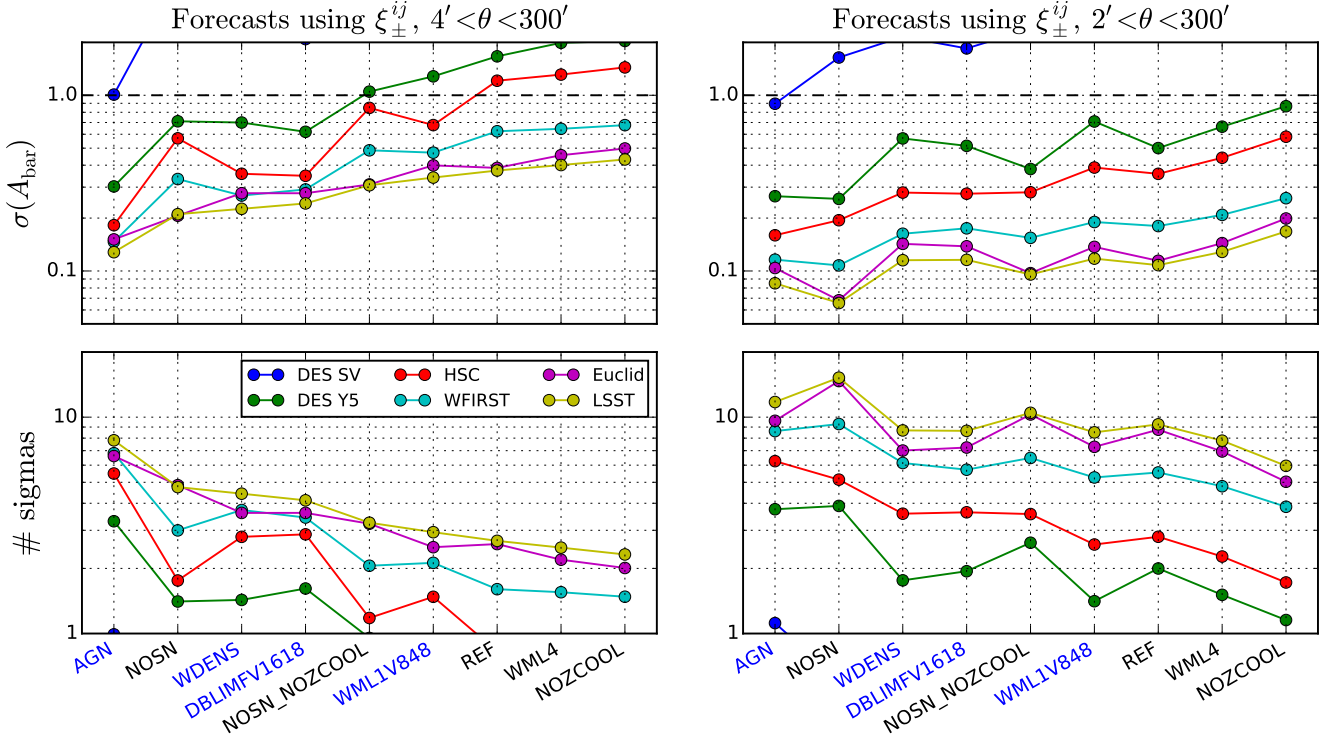 Forecasts using ξ±^ij, 4′<θ<300′
Forecasts using ξ±^ij, 2′<θ<300′
σ(A_bar)
1.0
0.1
1.0
0.1
# sigmas
10
1
10
1
DES SV
HSC
Euclid
DES Y5
WFIRST
LSST
AGN
NOSN
WDENS
DBLIMFV1618
NOSN_NOZCOOL
WML1V848
REF
WML4
NOZCOOL
AGN
NOSN
WDENS
DBLIMFV1618
NOSN_NOZCOOL
WML1V848
REF
WML4
NOZCOOL